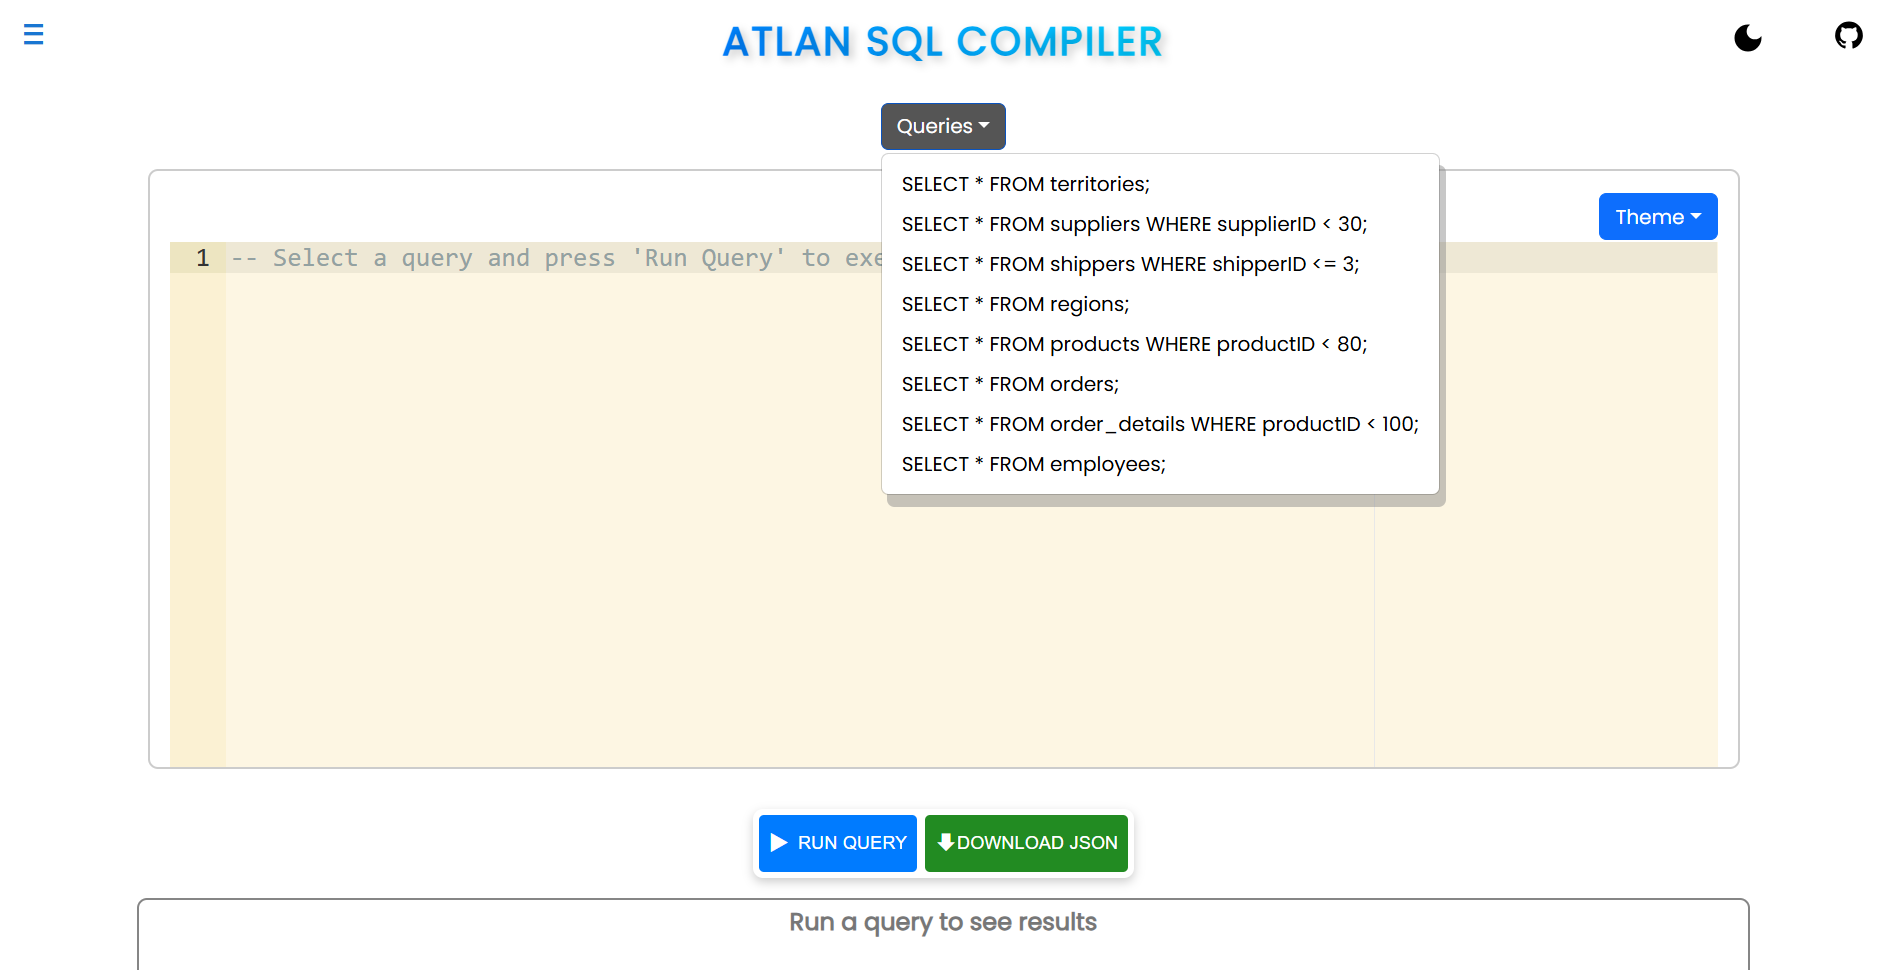 ATLAN SQL COMPILER
Queries
SELECT * FROM territories;
SELECT * FROM suppliers WHERE supplierID < 30;
SELECT * FROM shippers WHERE shipperID <= 3;
SELECT * FROM regions;
SELECT * FROM products WHERE productID < 80;
SELECT * FROM orders;
SELECT * FROM order_details WHERE productID < 100;
SELECT * FROM employees;
Theme
1 -- Select a query and press 'Run Query' to exe
RUN QUERY
DOWNLOAD JSON
Run a query to see results